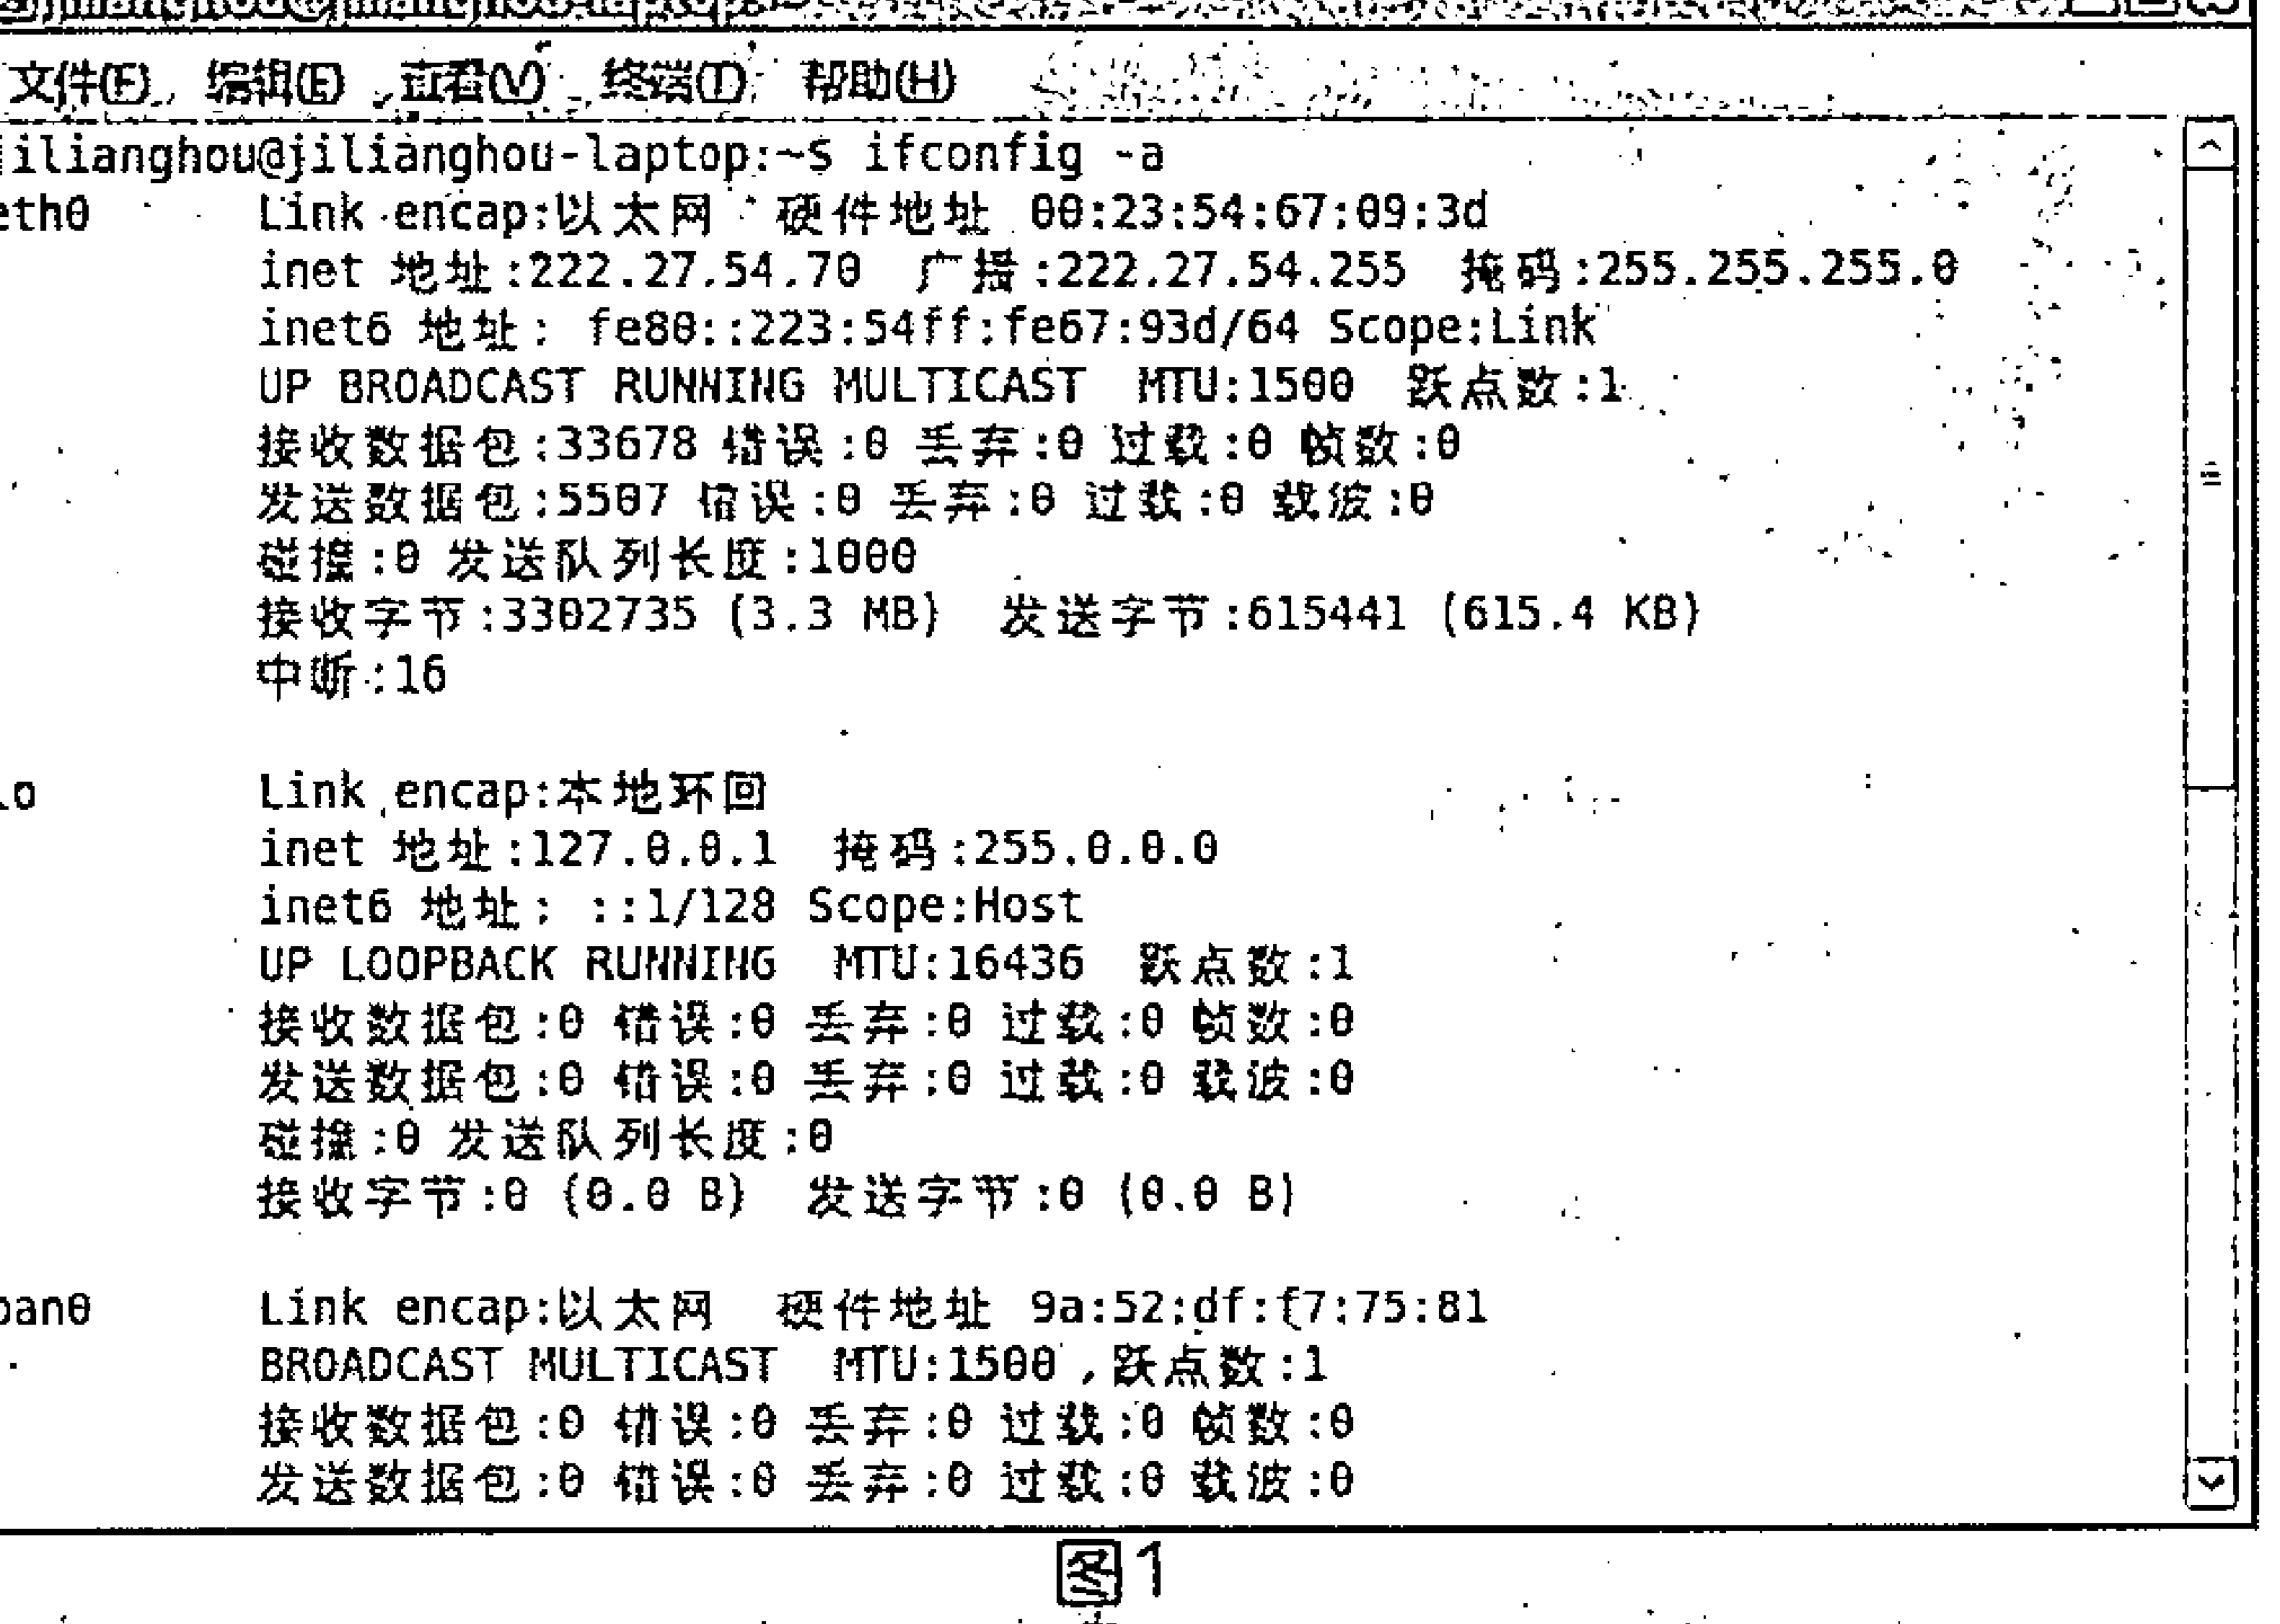 jilianghou@jilianghou-laptop: ~
文件(F) 编辑(E) 查看(V) 终端(T) 帮助(H)
jilianghou@jilianghou-laptop:~$ ifconfig -a
eth0 Link encap:以太网 硬件地址 00:23:54:67:09:3d
inet 地址:222.27.54.70 广播:222.27.54.255 掩码:255.255.255.0
inet6 地址: fe80::223:54ff:fe67:93d/64 Scope:Link
UP BROADCAST RUNNING MULTICAST MTU:1500 跃点数:1
接收数据包:33678 错误:0 丢弃:0 过载:0 帧数:0
发送数据包:5507 错误:0 丢弃:0 过载:0 载波:0
碰撞:0 发送队列长度:1000
接收字节:3302735 (3.3 MB) 发送字节:615441 (615.4 KB)
中断:16
lo Link encap:本地环回
inet 地址:127.0.0.1 掩码:255.0.0.0
inet6 地址: ::1/128 Scope:Host
UP LOOPBACK RUNNING MTU:16436 跃点数:1
接收数据包:0 错误:0 丢弃:0 过载:0 帧数:0
发送数据包:0 错误:0 丢弃:0 过载:0 载波:0
碰撞:0 发送队列长度:0
接收字节:0 (0.0 B) 发送字节:0 (0.0 B)
pan0 Link encap:以太网 硬件地址 9a:52:df:f7:75:81
BROADCAST MULTICAST MTU:1500 跃点数:1
接收数据包:0 错误:0 丢弃:0 过载:0 帧数:0
发送数据包:0 错误:0 丢弃:0 过载:0 载波:0
图1